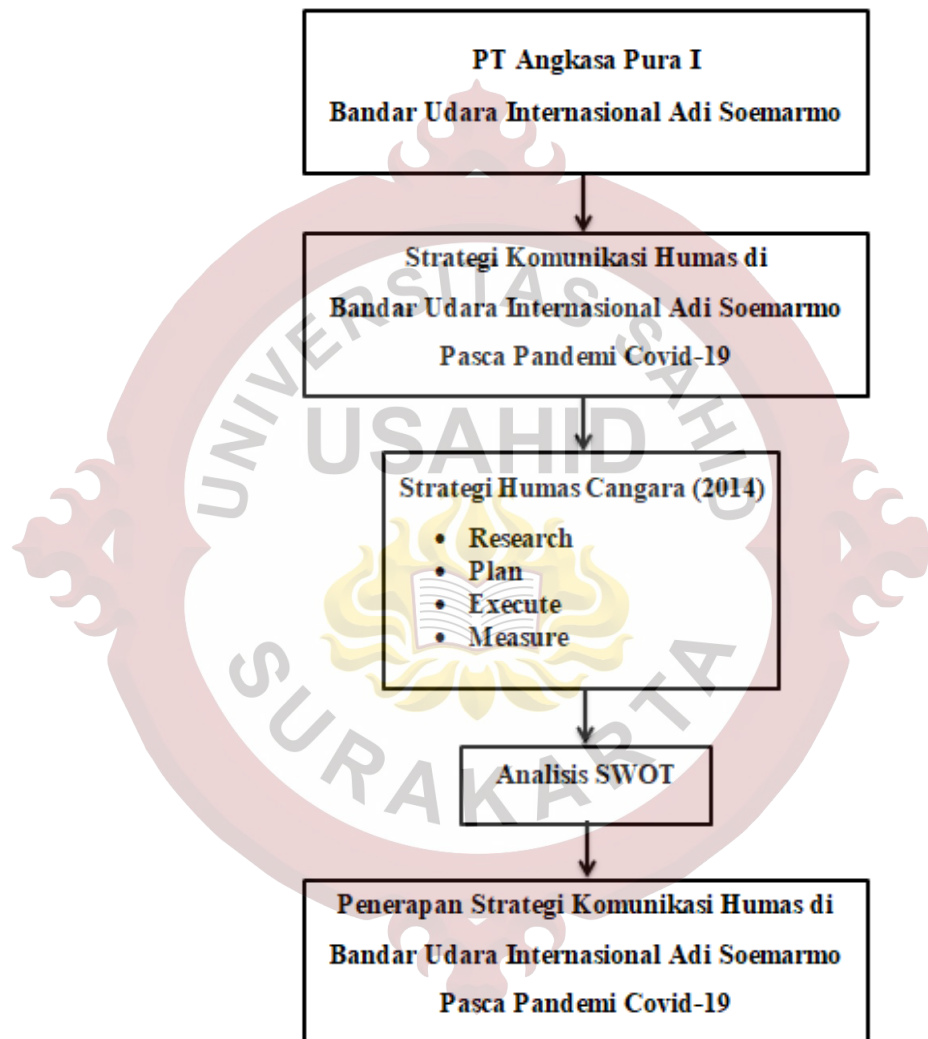 PT Angkasa Pura I
Bandar Udara Internasional Adi Soemarmo
Strategi Komunikasi Humas di
Bandar Udara Internasional Adi Soemarmo
Pasca Pandemi Covid-19
UNIVERSITAS SAHID
USAHID
Strategi Humas Cangara (2014)
• Research
• Plan
• Execute
• Measure
SURAKARTA
Analisis SWOT
Penerapan Strategi Komunikasi Humas di
Bandar Udara Internasional Adi Soemarmo
Pasca Pandemi Covid-19